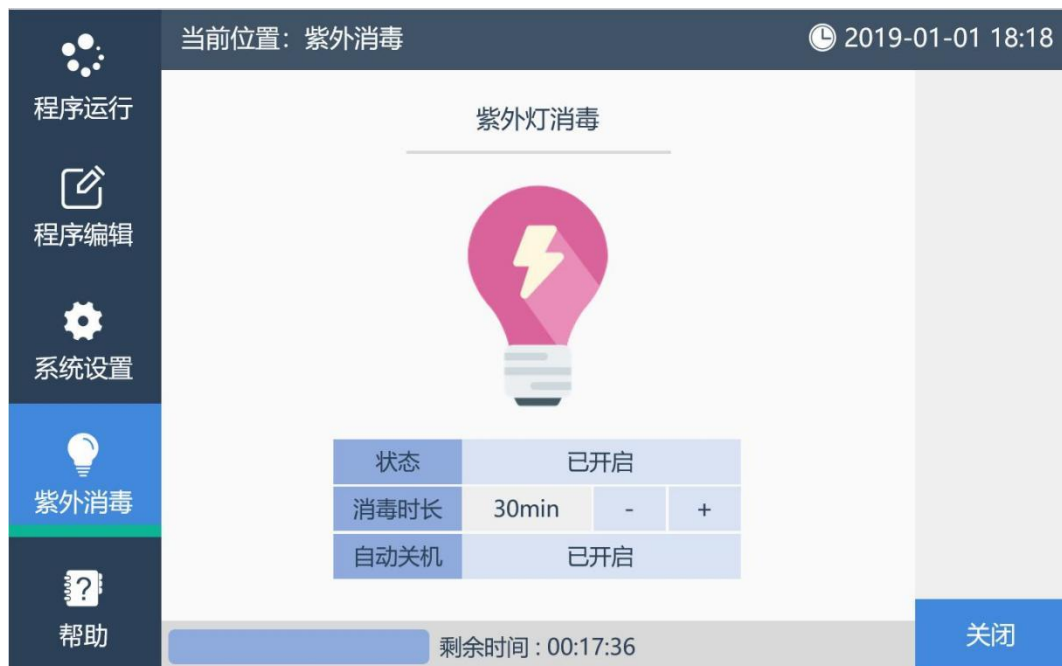 当前位置：紫外消毒
2019-01-01 18:18
程序运行
程序编辑
系统设置
紫外消毒
?
帮助
紫外灯消毒
状态 已开启
消毒时长 30min - +
自动关机 已开启
剩余时间 : 00:17:36
关闭